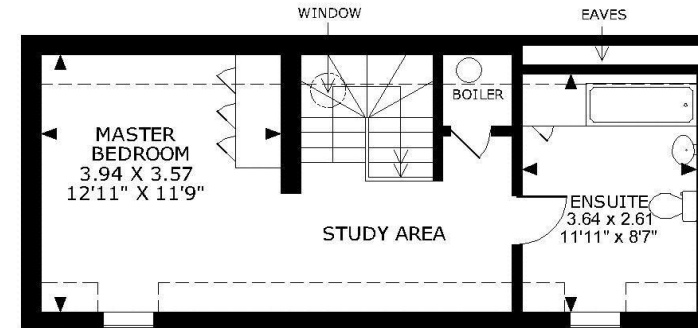 WINDOW
EAVES
BOILER
MASTER
BEDROOM
3.94 X 3.57
12'11" X 11'9"
ENSUITE
3.64 x 2.61
11'11" x 8'7"
STUDY AREA